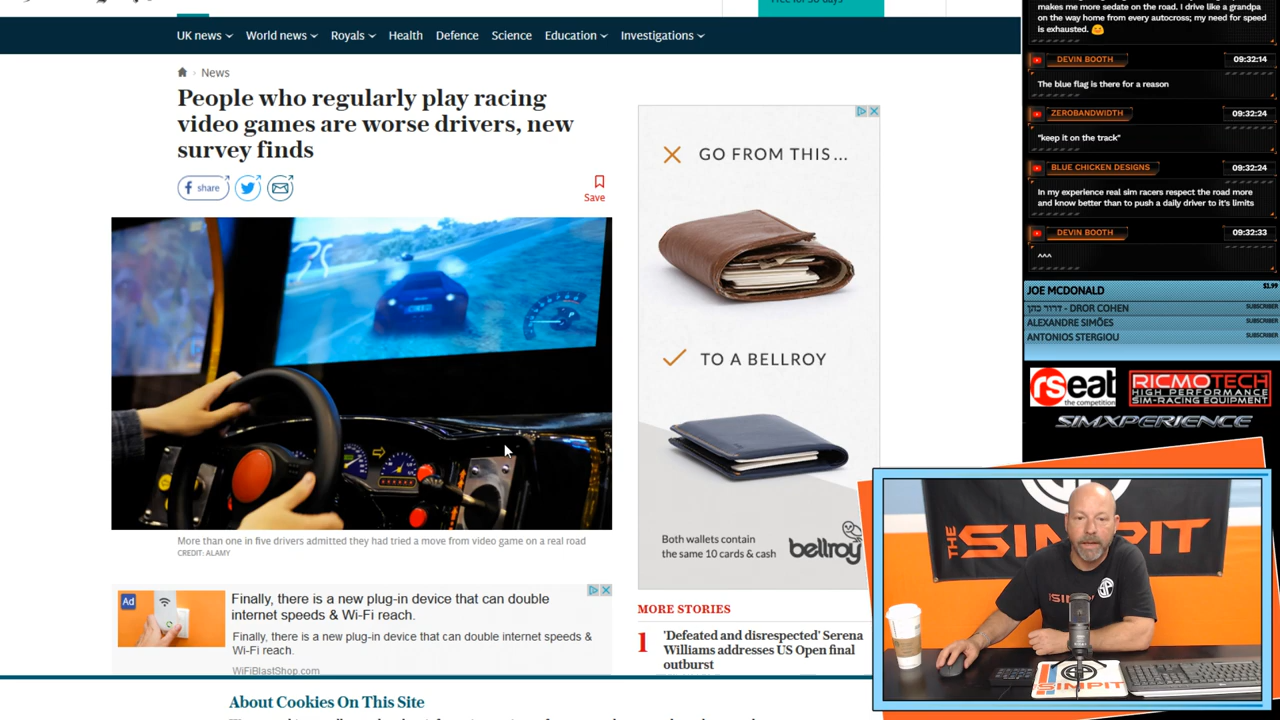 UK news
World news
Royals
Health
Defence
Science
Education
Investigations
News
People who regularly play racing
video games are worse drivers, new
survey finds
share
Save
More than one in five drivers admitted they had tried a move from video game on a real road
CREDIT: ALAMY
Ad
Finally, there is a new plug-in device that can double
internet speeds & Wi-Fi reach.
Finally, there is a new plug-in device that can double internet speeds &
Wi-Fi reach.
WiFiBlastShop.com
About Cookies On This Site
GO FROM THIS...
TO A BELLROY
Both wallets contain
the same 10 cards & cash
bellroy
MORE STORIES
1
'Defeated and disrespected' Serena
Williams addresses US Open final
outburst
makes me more sedate on the road. I drive like a grandpa
on the way home from every autocross; my need for speed
is exhausted.
DEVIN BOOTH 09:32:14
The blue flag is there for a reason
ZEROBANDWIDTH 09:32:24
"keep it on the track"
BLUE CHICKEN DESIGNS 09:32:24
In my experience real sim racers respect the road more
and know better than to push a daily driver to it's limits
DEVIN BOOTH 09:32:33
^^^
JOE MCDONALD $1.99
דרור כהן - DROR COHEN SUBSCRIBER
ALEXANDRE SIMÕES SUBSCRIBER
ANTONIOS STERGIOU SUBSCRIBER
rseat
the competition
RICMOTECH
HIGH PERFORMANCE
SIM-RACING EQUIPMENT
SIMXPERIENCE
THE SIMPIT
SIMPIT